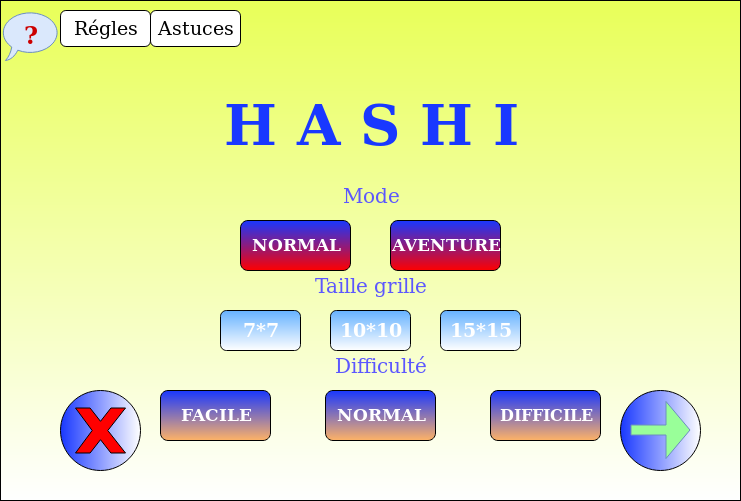 ? Régles Astuces
H A S H I
Mode
NORMAL AVENTURE
Taille grille
7*7 10*10 15*15
Difficulté
X FACILE NORMAL DIFFICILE